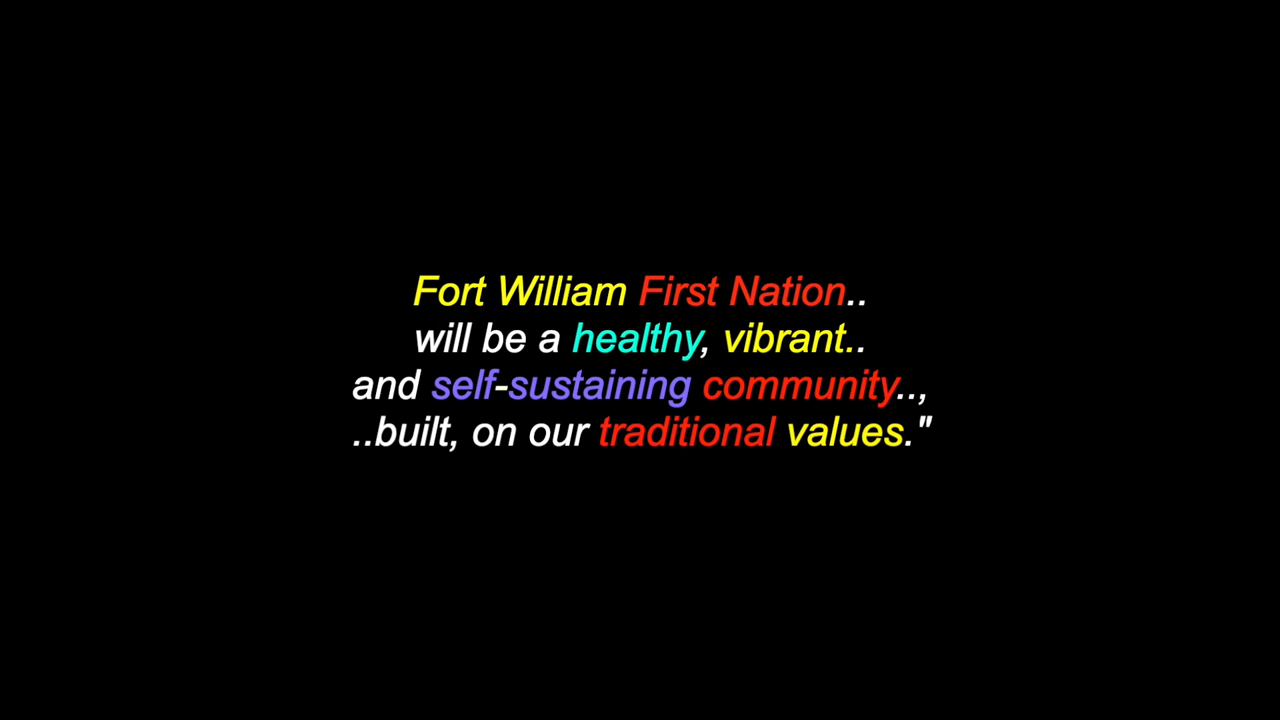 Fort William First Nation..
will be a healthy, vibrant..
and self-sustaining community..,
..built, on our traditional values."